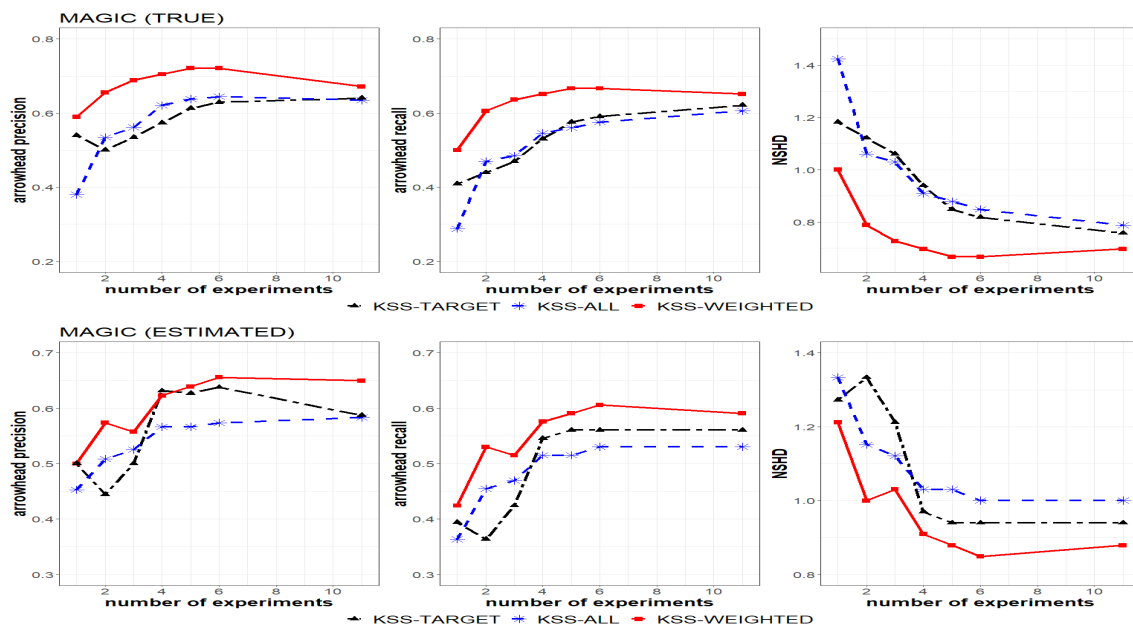 MAGIC (TRUE)
arrowhead precision
0.8
0.6
0.4
0.2
2 4 6 8 10
number of experiments
arrowhead recall
0.8
0.6
0.4
0.2
2 4 6 8 10
number of experiments
NSHD
1.4
1.2
1.0
0.8
2 4 6 8 10
number of experiments
KSS-TARGET KSS-ALL KSS-WEIGHTED
MAGIC (ESTIMATED)
arrowhead precision
0.7
0.6
0.5
0.4
0.3
2 4 6 8 10
number of experiments
arrowhead recall
0.7
0.6
0.5
0.4
0.3
2 4 6 8 10
number of experiments
NSHD
1.4
1.2
1.0
0.8
2 4 6 8 10
number of experiments
KSS-TARGET KSS-ALL KSS-WEIGHTED